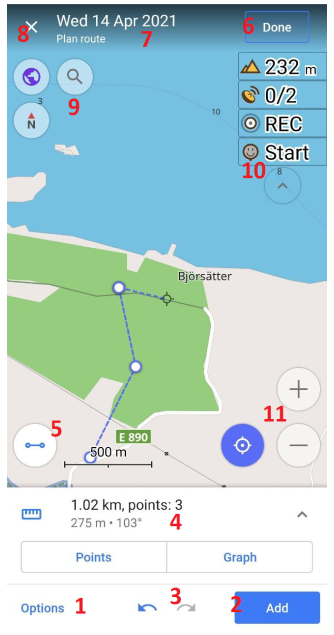 8 × Wed 14 Apr 2021 6 Done
Plan route 7
232 m
9
3
0/2
N
10
REC
Start
10
8
Björsätter
11
5
E 890
500 m
1.02 km, points: 3
275 m · 103° 4
Points Graph
Options 1 3 2 Add